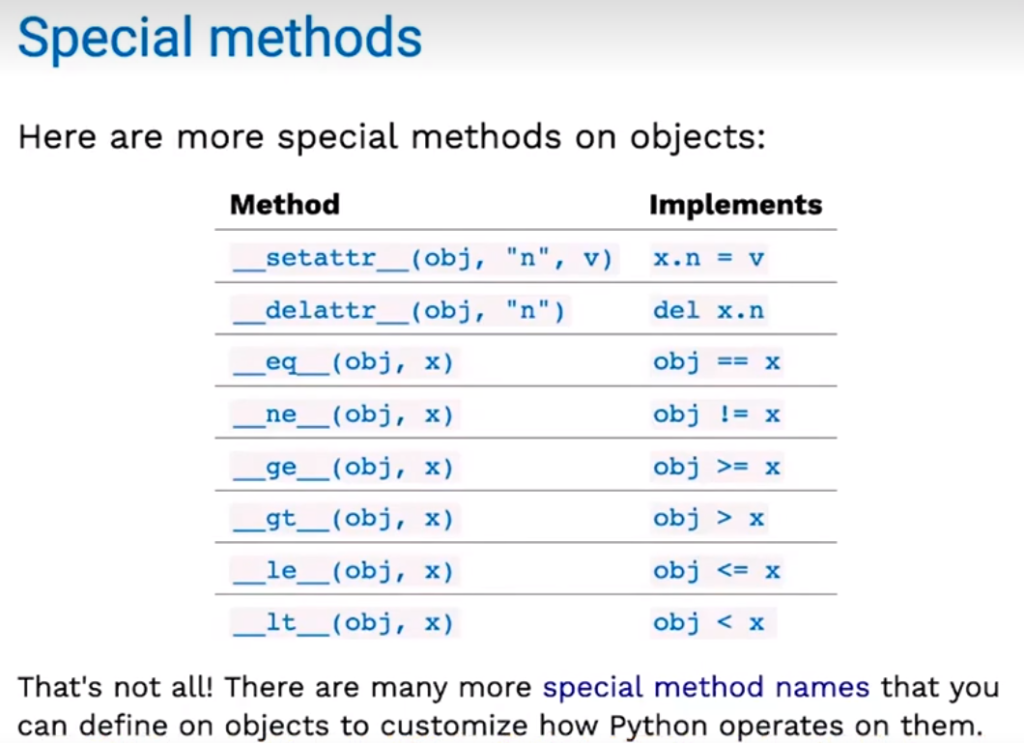 Special methods
Here are more special methods on objects:
Method Implements
__setattr__(obj, "n", v) x.n = v
__delattr__(obj, "n") del x.n
__eq__(obj, x) obj == x
__ne__(obj, x) obj != x
__ge__(obj, x) obj >= x
__gt__(obj, x) obj > x
__le__(obj, x) obj <= x
__lt__(obj, x) obj < x
That's not all! There are many more special method names that you
can define on objects to customize how Python operates on them.